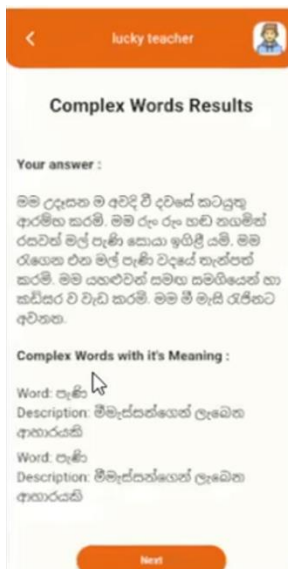 lucky teacher
Complex Words Results
Your answer :
මම උදෑසන ම අවදි වී දවසේ කටයුතු
ආරම්භ කරමි. මම රුං රුං හඬ නගමින්
රසවත් මල් පැණි සොයා ඉගිළී යමි. මම
රැගෙන එන මල් පැණි වදයේ තැන්පත්
කරමි. මම යහළුවන් සමඟ සමගියෙන් හා
කඩිසර ව වැඩ කරමි. මම මී මැසි රැජිනට
අවනත.
Complex Words with it's Meaning :
Word: පැණි
Description: මීමැස්සන්ගෙන් ලැබෙන
ආහාරයකි
Word: පැණි
Description: මීමැස්සන්ගෙන් ලැබෙන
ආහාරයකි
Next